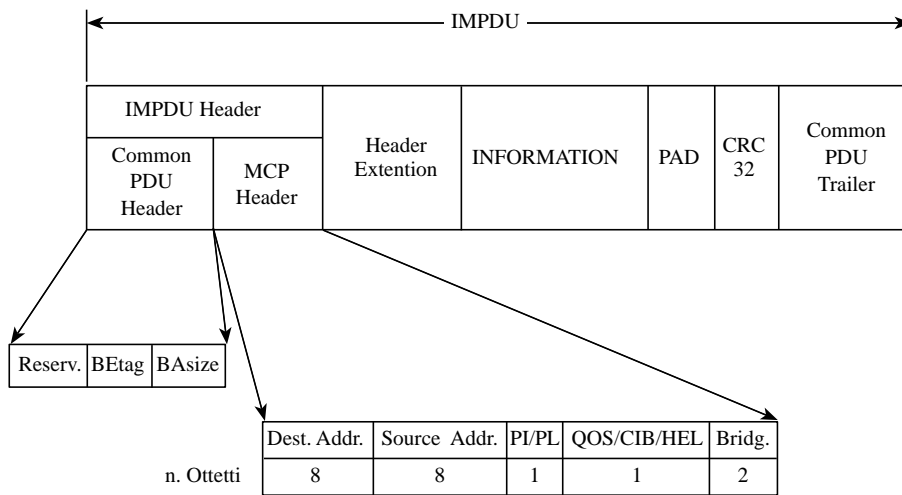 IMPDU
IMPDU Header
Common
PDU
Header
MCP
Header
Header
Extention
INFORMATION
PAD
CRC
32
Common
PDU
Trailer
Reserv. BEtag BAsize
Dest. Addr. Source Addr. PI/PL QOS/CIB/HEL Bridg.
n. Ottetti 8 8 1 1 2